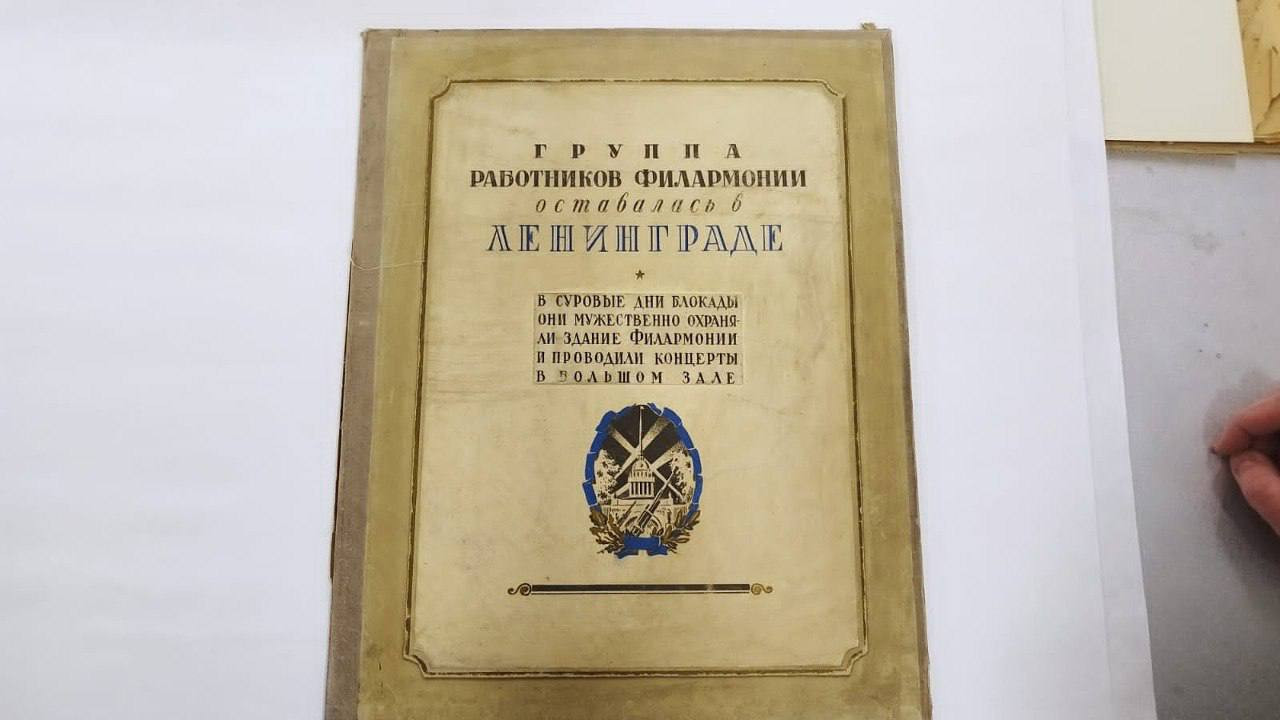 ГРУППА
РАБОТНИКОВ ФИЛАРМОНИИ
оставалась в
ЛЕНИНГРАДЕ
В СУРОВЫЕ ДНИ БЛОКАДЫ
ОНИ МУЖЕСТВЕННО ОХРАНЯ-
ЛИ ЗДАНИЕ ФИЛАРМОНИИ
И ПРОВОДИЛИ КОНЦЕРТЫ
В БОЛЬШОМ ЗАЛЕ